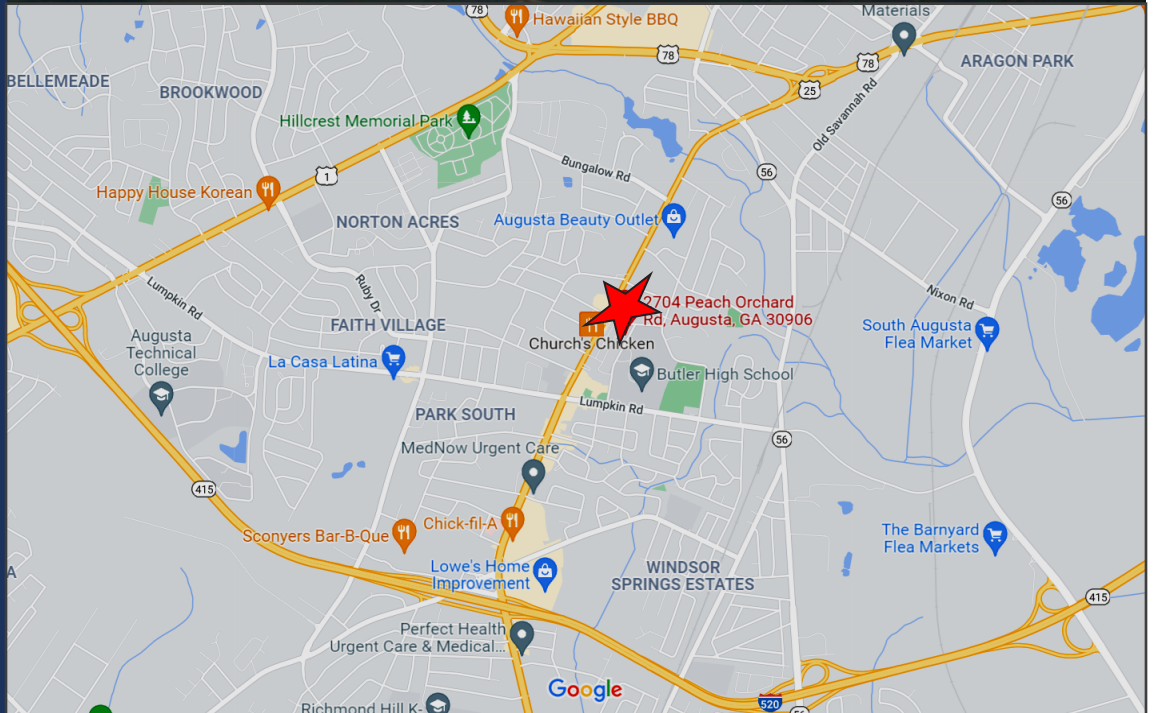 78
Hawaiian Style BBQ
Materials
78
78
ARAGON PARK
BELLEMEADE
BROOKWOOD
25
Old Savannah Rd
Hillcrest Memorial Park
Bungalow Rd
1
56
Happy House Korean
56
NORTON ACRES
Augusta Beauty Outlet
Lumpkin Rd
Ruby Dr
Nixon Rd
2704 Peach Orchard
Rd, Augusta, GA 30906
FAITH VILLAGE
South Augusta
Flea Market
Augusta
Technical
College
Church's Chicken
La Casa Latina
Butler High School
Lumpkin Rd
PARK SOUTH
56
MedNow Urgent Care
415
Chick-fil-A
Sconyers Bar-B-Que
The Barnyard
Flea Markets
Lowe's Home
Improvement
WINDSOR
SPRINGS ESTATES
A
415
Perfect Health
Urgent Care & Medical...
Google
520
56
Richmond Hill K-